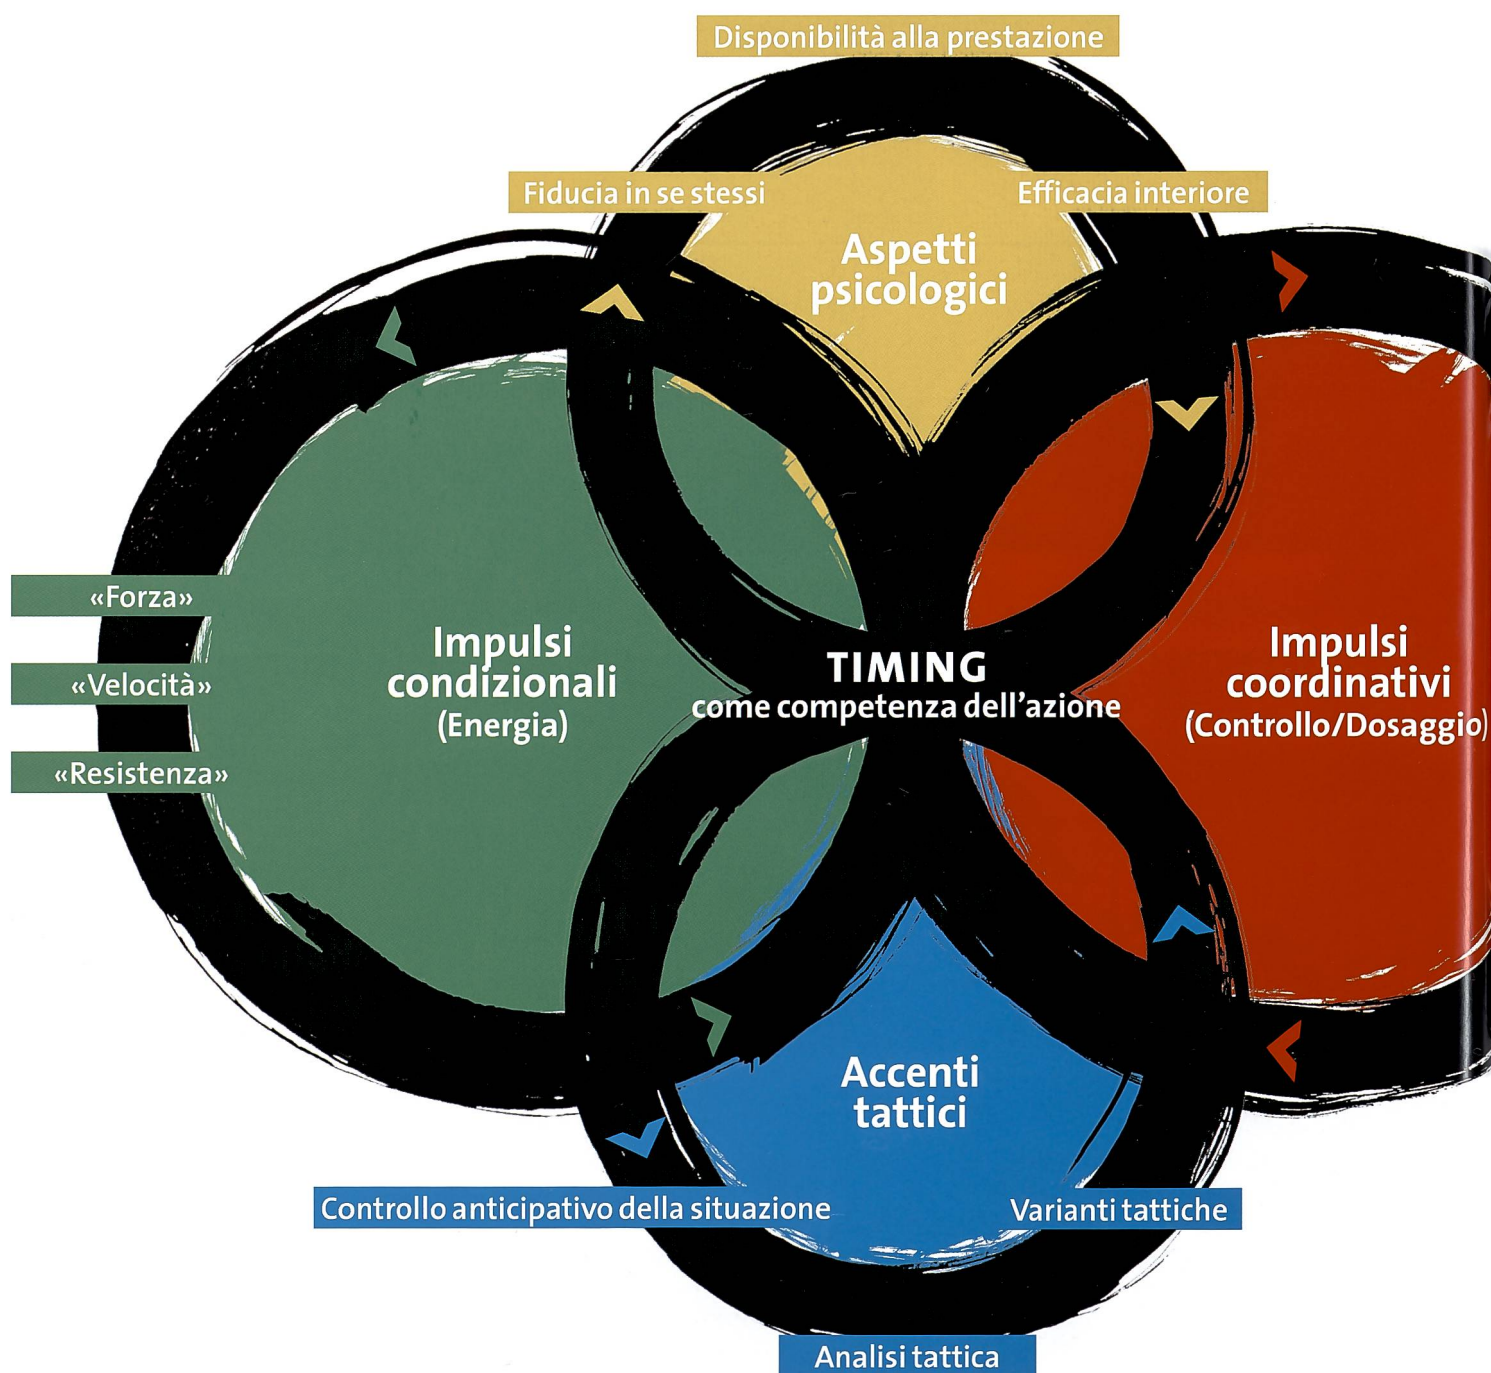 Disponibilità alla prestazione
Fiducia in se stessi
Efficacia interiore
Aspetti
psicologici
«Forza»
«Velocità»
«Resistenza»
Impulsi
condizionali
(Energia)
TIMING
come competenza dell'azione
Impulsi
coordinativi
(Controllo/Dosaggio)
Accenti
tattici
Controllo anticipativo della situazione
Varianti tattiche
Analisi tattica